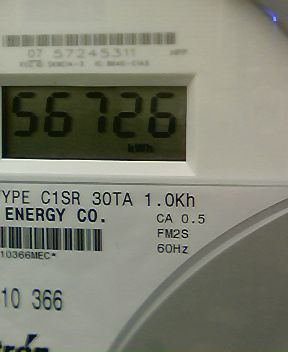 07 57245311
56726
kWh
TYPE C1SR 30TA 1.0Kh
ENERGY CO.
CA 0.5
FM2S
60Hz
10366MEC*
10 366